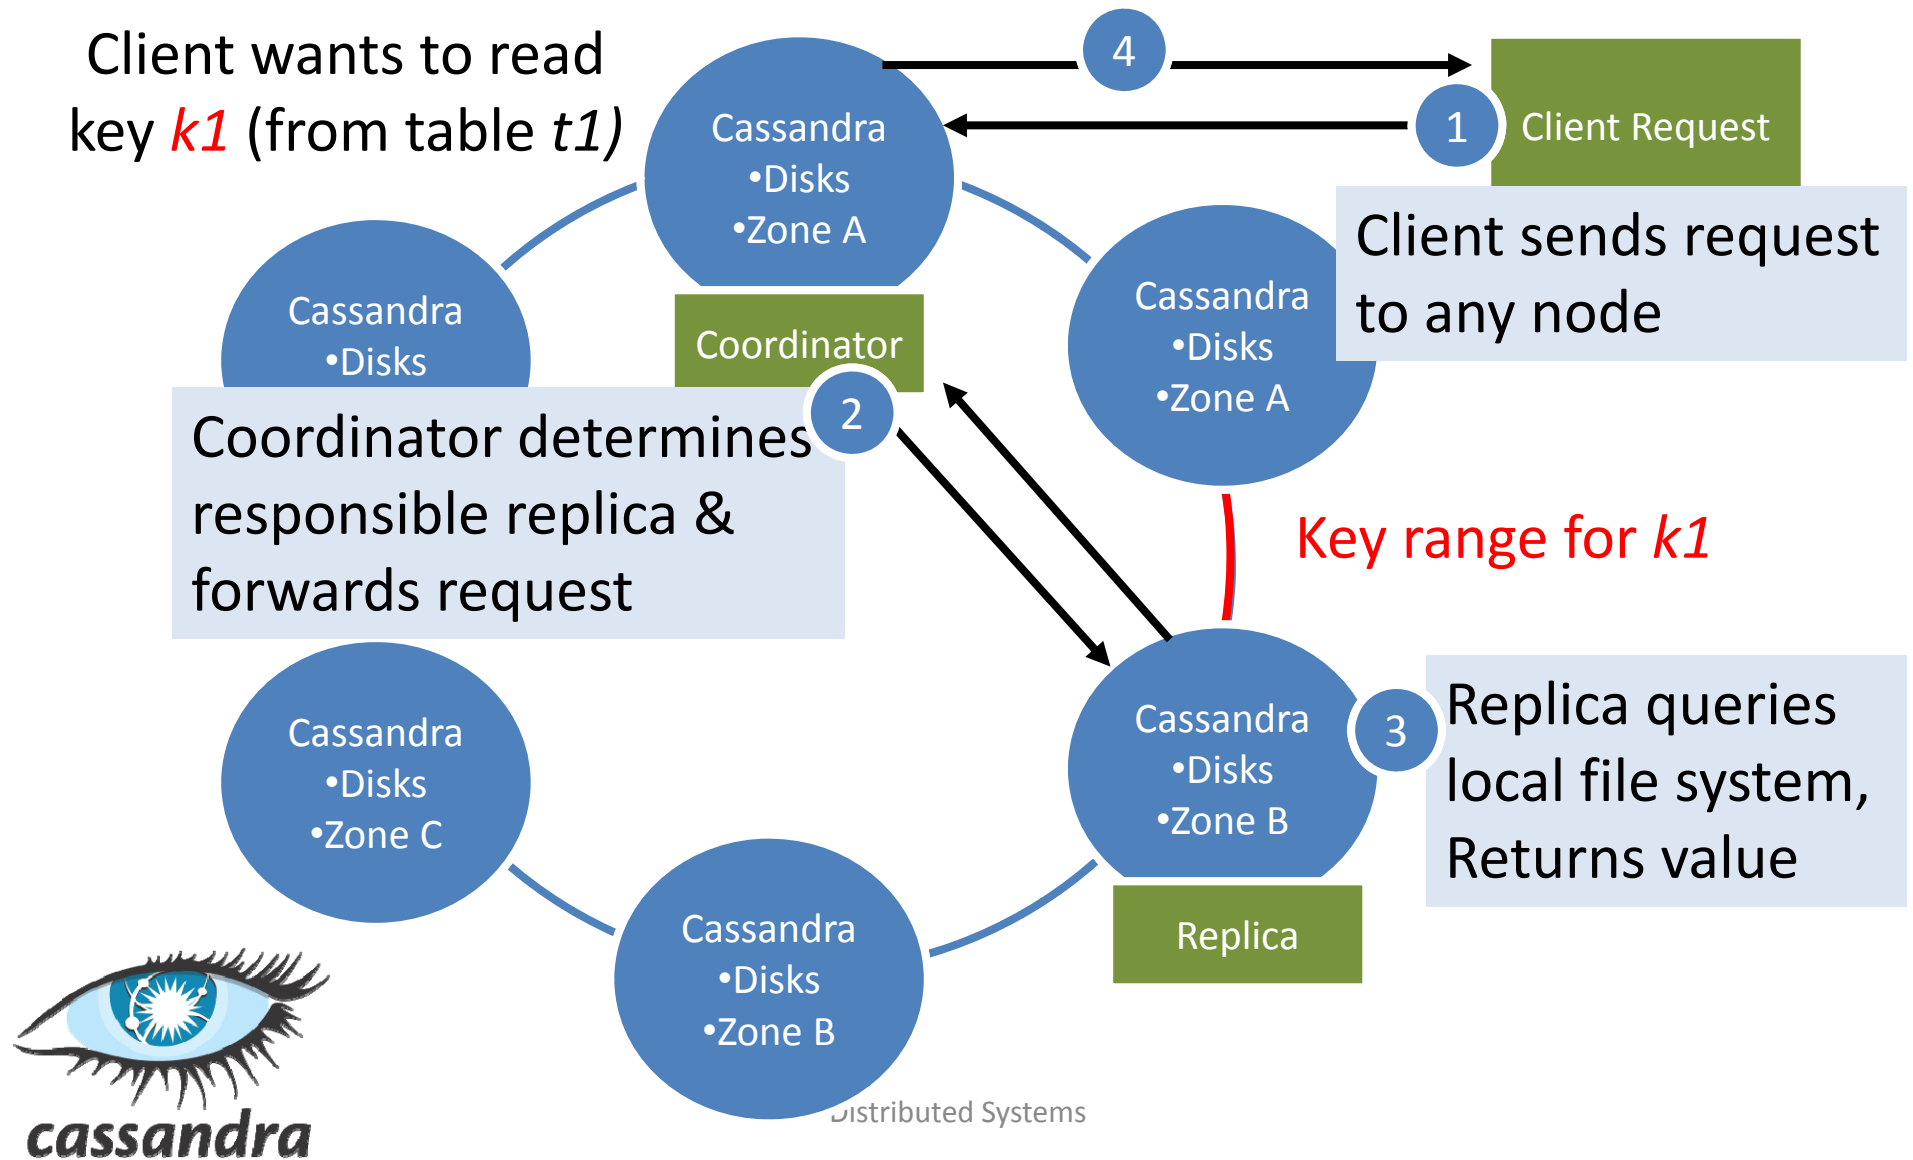 Client wants to read
key k1 (from table t1)
4
1
Client Request
Cassandra
•Disks
•Zone A
Coordinator
Client sends request
to any node
Cassandra
•Disks
•Zone A
Cassandra
•Disks
2
Coordinator determines
responsible replica &
forwards request
Key range for k1
Cassandra
•Disks
•Zone B
Replica
3
Replica queries
local file system,
Returns value
Cassandra
•Disks
•Zone C
Cassandra
•Disks
•Zone B
Systems
cassandra